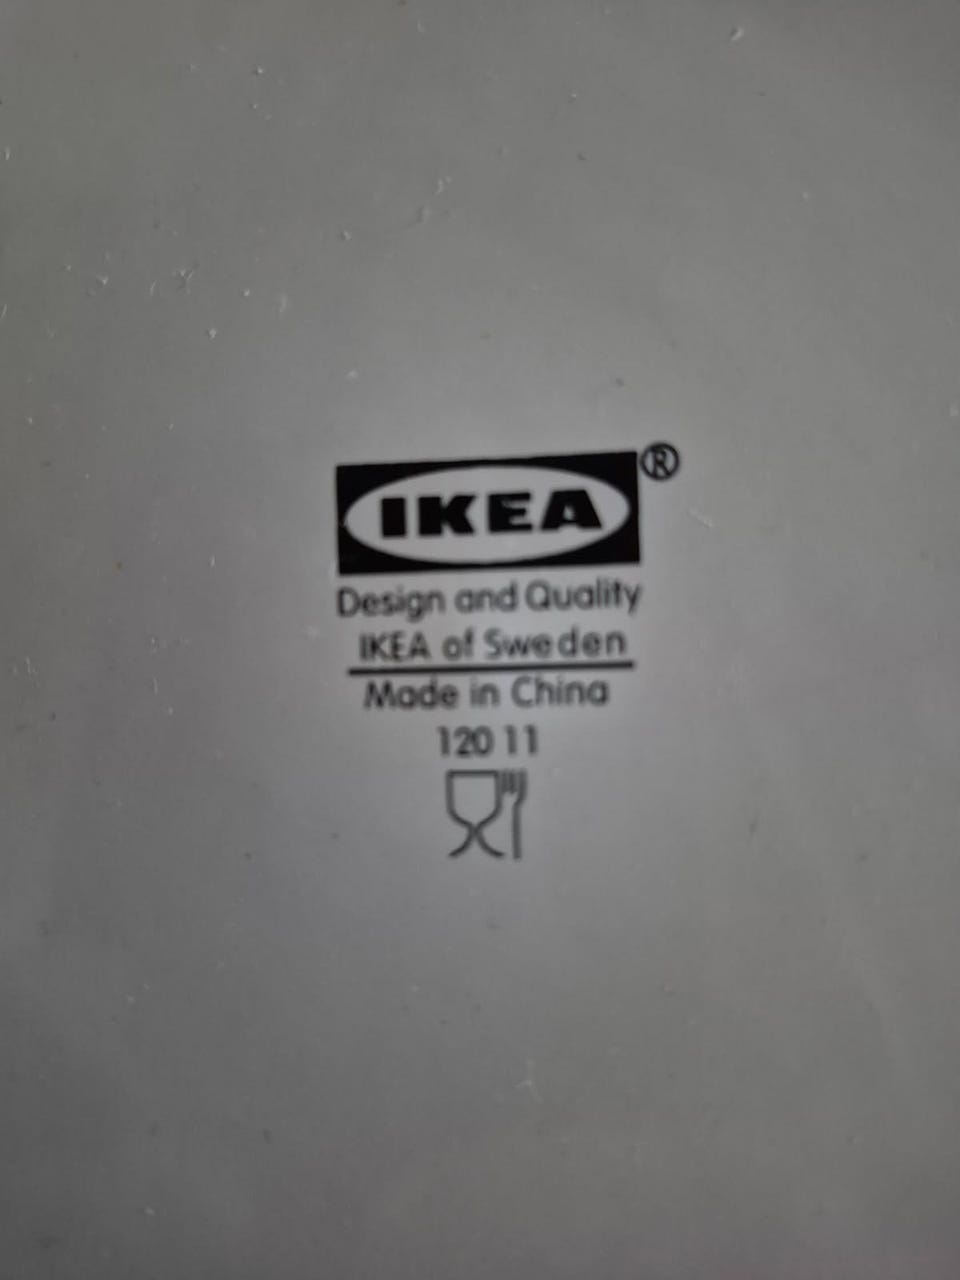 IKEA®
Design and Quality
IKEA of Sweden
Made in China
120 11